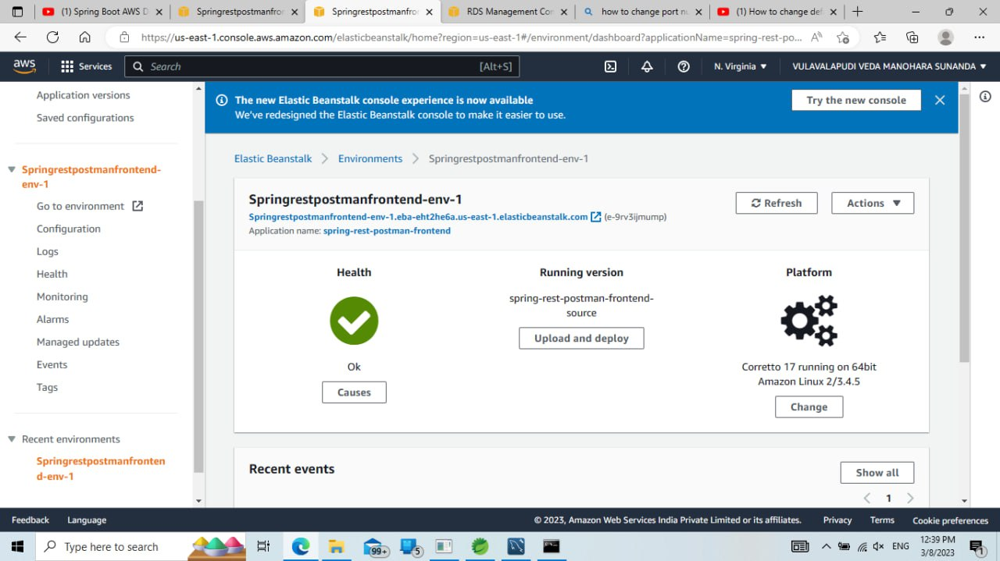 (1) Spring Boot AWS D
Springrestpostmanfron
Springrestpostmanfron
RDS Management Con
how to change port nu
(1) How to change def
https://us-east-1.console.aws.amazon.com/elasticbeanstalk/home?region=us-east-1#/environment/dashboard?applicationName=spring-rest-po...
aws
Services
Search
[Alt+S]
N. Virginia
VULAVALAPUDI VEDA MANOHARA SUNANDA
Application versions
Saved configurations
Springrestpostmanfrontend-
env-1
Go to environment
Configuration
Logs
Health
Monitoring
Alarms
Managed updates
Events
Tags
Recent environments
Springrestpostmanfronten
d-env-1
The new Elastic Beanstalk console experience is now available
We've redesigned the Elastic Beanstalk console to make it easier to use.
Try the new console
Elastic Beanstalk
Environments
Springrestpostmanfrontend-env-1
Springrestpostmanfrontend-env-1
Springrestpostmanfrontend-env-1.eba-eht2he6a.us-east-1.elasticbeanstalk.com (e-9rv3ijmump)
Application name: spring-rest-postman-frontend
Refresh
Actions
Health
Ok
Causes
Running version
spring-rest-postman-frontend-
source
Upload and deploy
Platform
Corretto 17 running on 64bit
Amazon Linux 2/3.4.5
Change
Recent events
Show all
1
Feedback
Language
© 2023, Amazon Web Services India Private Limited or its affiliates.
Privacy
Terms
Cookie preferences
Type here to search
99+
5
ENG
12:39 PM
3/8/2023
1